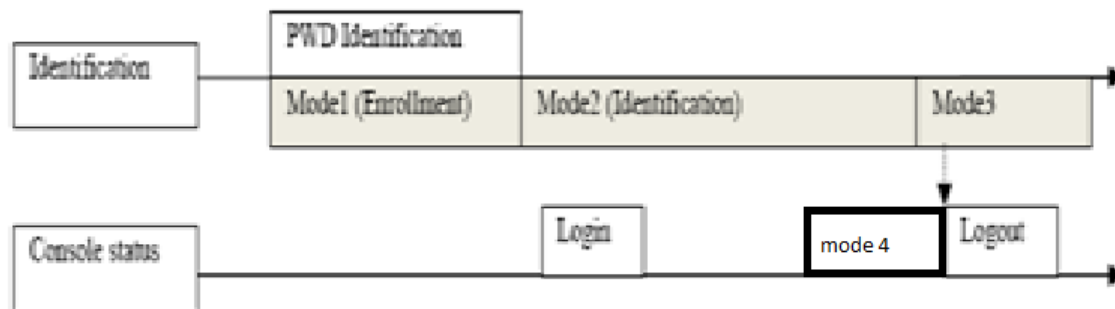 PWD Identification
Identification
Mode1 (Enrollment)
Mode2 (Identification)
Mode3
Login
mode 4
Logout
Console status